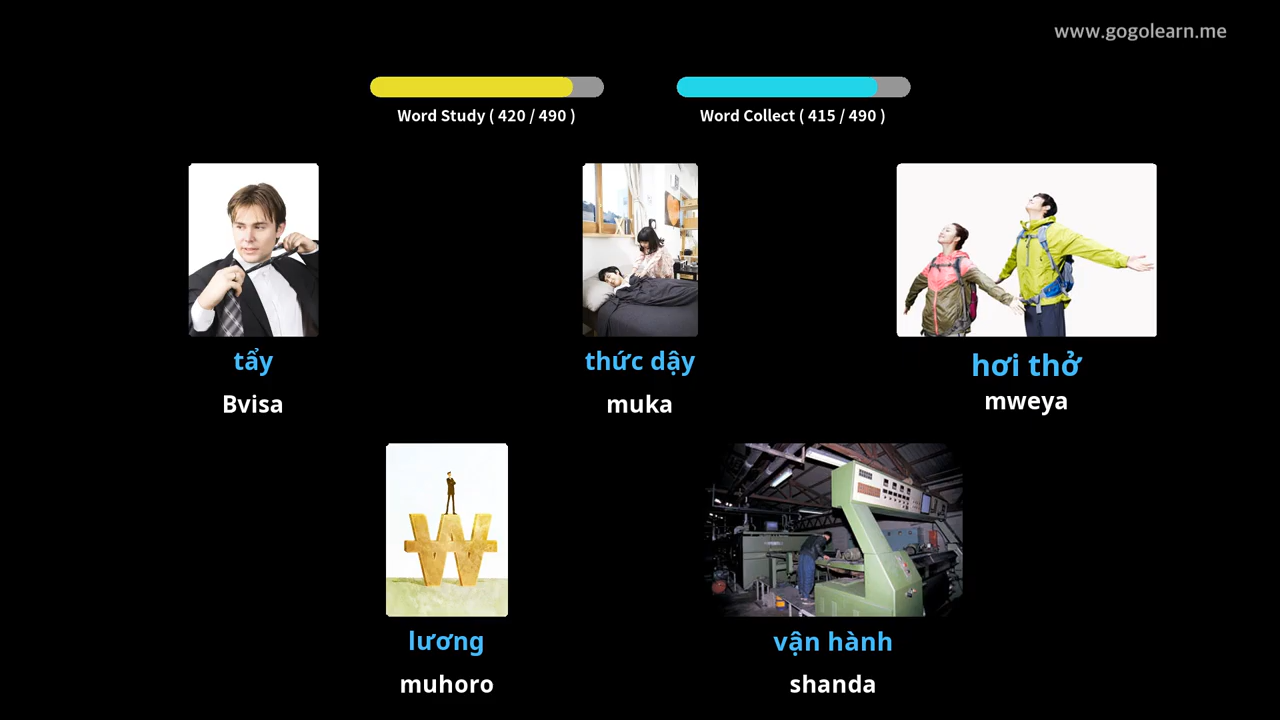 www.gogolearn.me
Word Study ( 420 / 490 )
Word Collect ( 415 / 490 )
tẩy
Bvisa
thức dậy
muka
hơi thở
mweya
lương
muhoro
vận hành
shanda